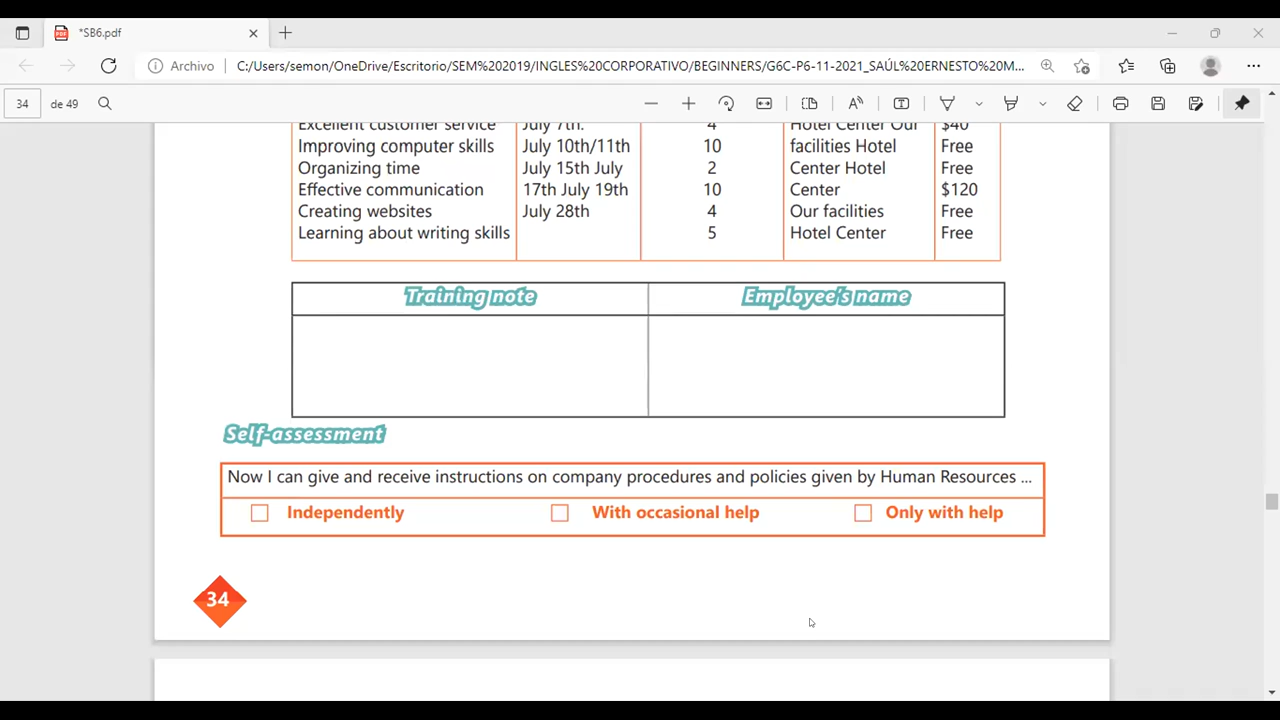 *SB6.pdf
Archivo C:/Users/semon/OneDrive/Escritorio/SEM%202019/INGLES%20CORPORATIVO/BEGINNERS/G6C-P6-11-2021_SAÚL%20ERNESTO%20M...
34 de 49
Excellent customer service July 7th. 4 Hotel Center Our $40
Improving computer skills July 10th/11th 10 facilities Hotel Free
Organizing time July 15th July 2 Center Hotel Free
Effective communication 17th July 19th 10 Center $120
Creating websites July 28th 4 Our facilities Free
Learning about writing skills 5 Hotel Center Free
Training note Employee's name
Self-assessment
Now I can give and receive instructions on company procedures and policies given by Human Resources ...
Independently With occasional help Only with help
34